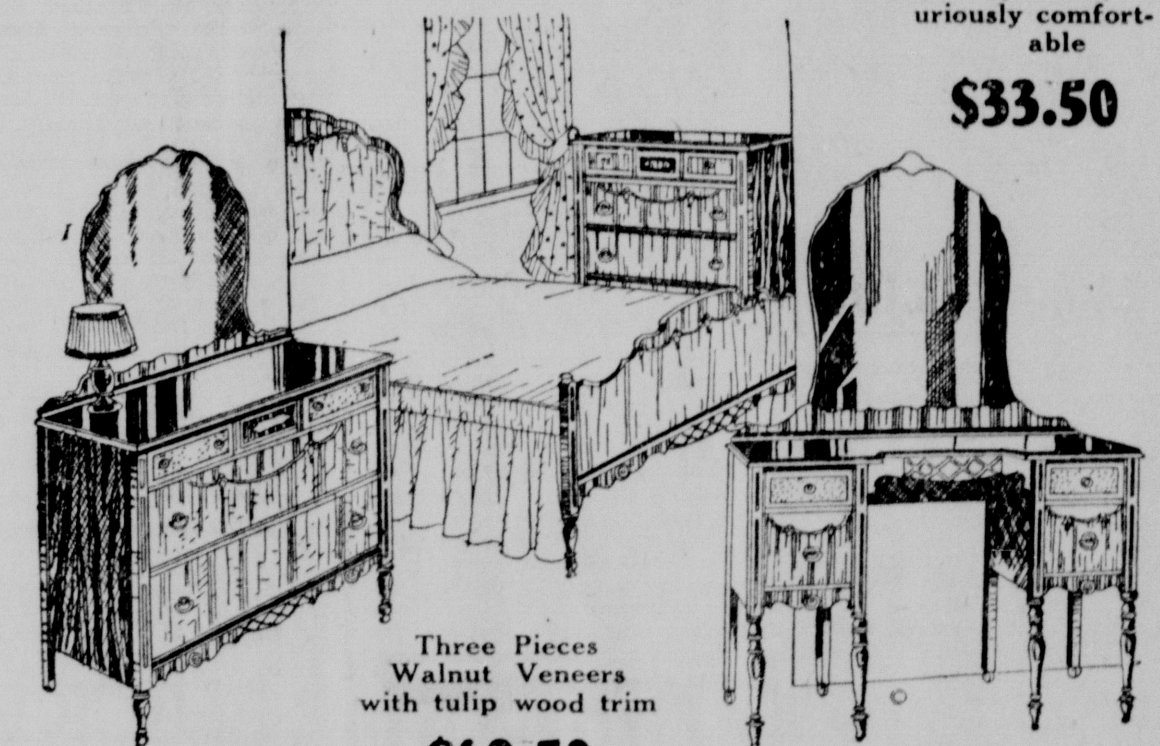 uriously comfort-
able
$33.50
Three Pieces
Walnut Veneers
with tulip wood trim